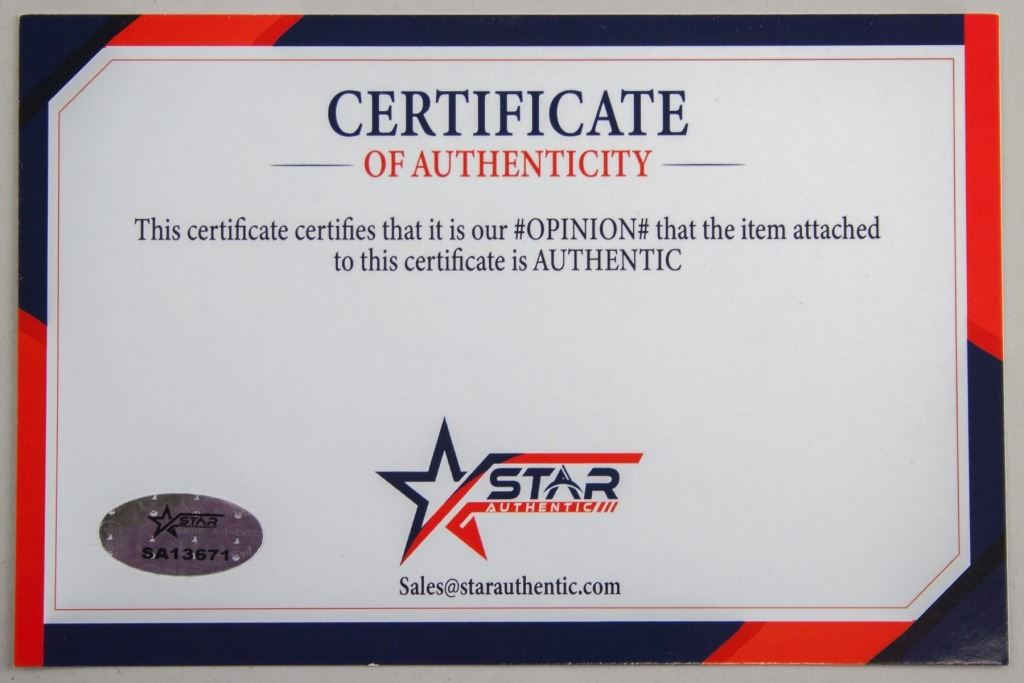 CERTIFICATE
OF AUTHENTICITY
This certificate certifies that it is our #OPINION# that the item attached
to this certificate is AUTHENTIC
STAR
AUTHENTIC
STAR
SA13671
Sales@starauthentic.com